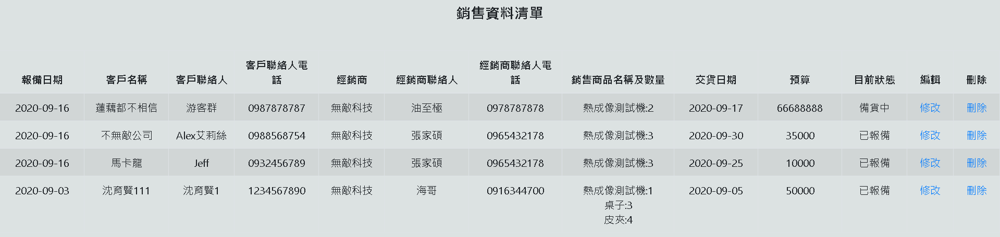 銷售資料清單
報備日期 客戶名稱 客戶聯絡人 客戶聯絡人電話 經銷商 經銷商聯絡人 經銷商聯絡人電話 銷售商品名稱及數量 交貨日期 預算 目前狀態 編輯 刪除
2020-09-16 蓮藕都不相信 游客群 0987878787 無敵科技 油至極 0978787878 熱成像測試機:2 2020-09-17 66688888 備貨中 修改 刪除
2020-09-16 不無敵公司 Alex艾莉絲 0988568754 無敵科技 張家碩 0965432178 熱成像測試機:3 2020-09-30 35000 已報備 修改 刪除
2020-09-16 馬卡龍 Jeff 0932456789 無敵科技 張家碩 0965432178 熱成像測試機:3 2020-09-25 10000 已報備 修改 刪除
2020-09-03 沈育賢111 沈育賢1 1234567890 無敵科技 海哥 0916344700 熱成像測試機:1 2020-09-05 50000 已報備 修改 刪除
桌子:3
皮夾:4